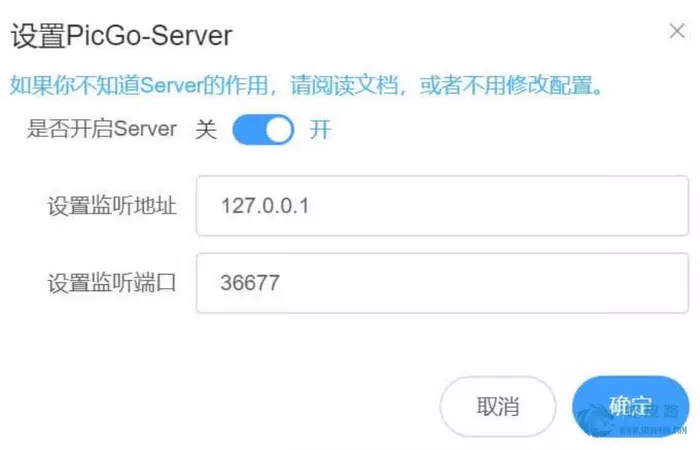 设置PicGo-Server
如果你不知道Server的作用，请阅读文档，或者不用修改配置。
是否开启Server 关 开
设置监听地址 127.0.0.1
设置监听端口 36677
取消 确定